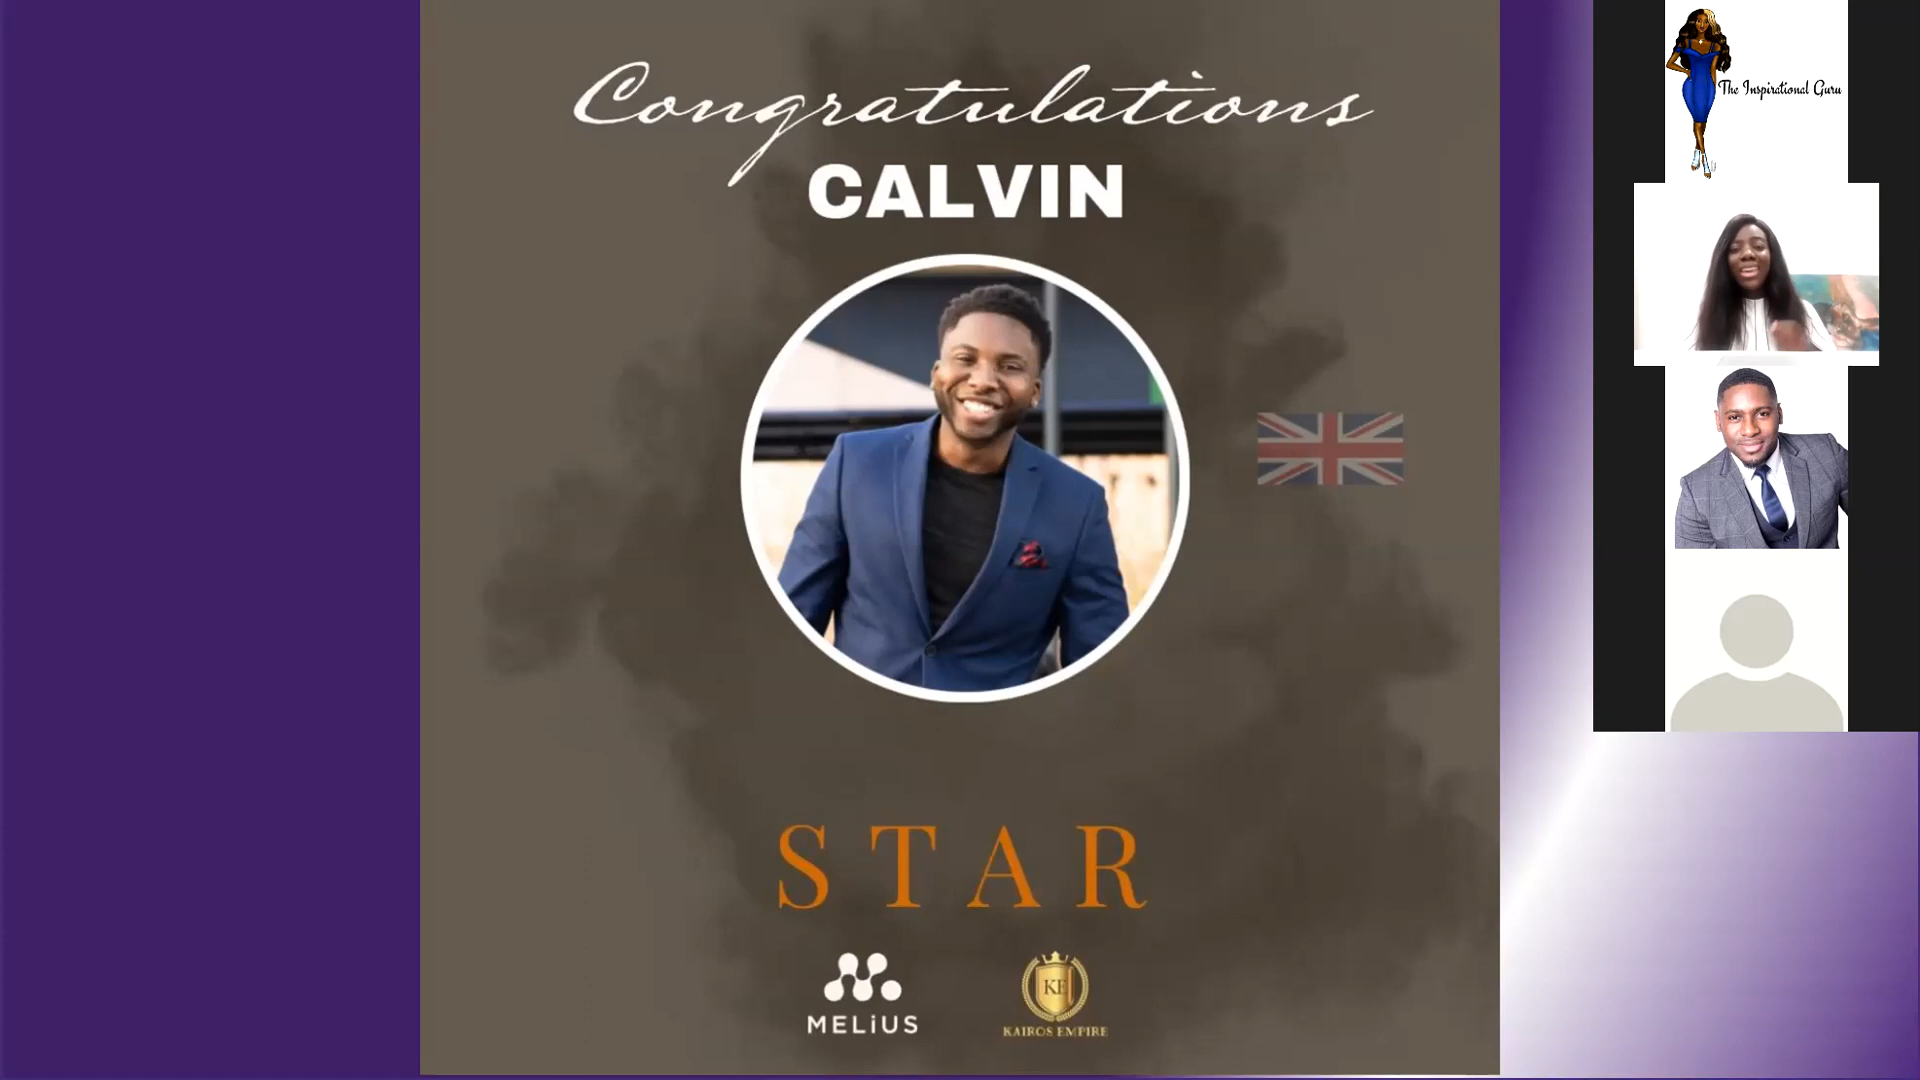 Congratulations
CALVIN
STAR
MELiUS
KE
KAIROS EMPIRE
The Inspirational Guru